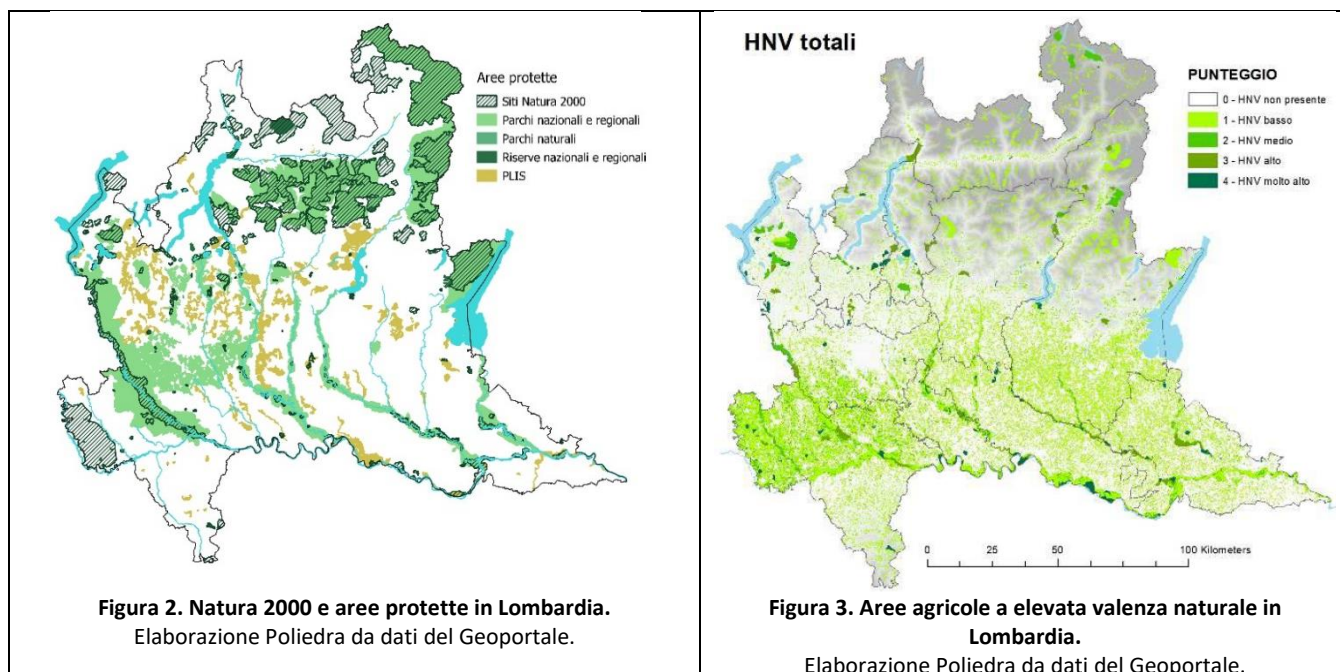 Aree protette
Siti Natura 2000
Parchi nazionali e regionali
Parchi naturali
Riserve nazionali e regionali
PLIS
Figura 2. Natura 2000 e aree protette in Lombardia.
Elaborazione Poliedra da dati del Geoportale.
HNV totali
PUNTEGGIO
0 - HNV non presente
1 - HNV basso
2 - HNV medio
3 - HNV alto
4 - HNV molto alto
0 25 50 100 Kilometers
Figura 3. Aree agricole a elevata valenza naturale in
Lombardia.
Elaborazione Poliedra da dati del Geoportale.